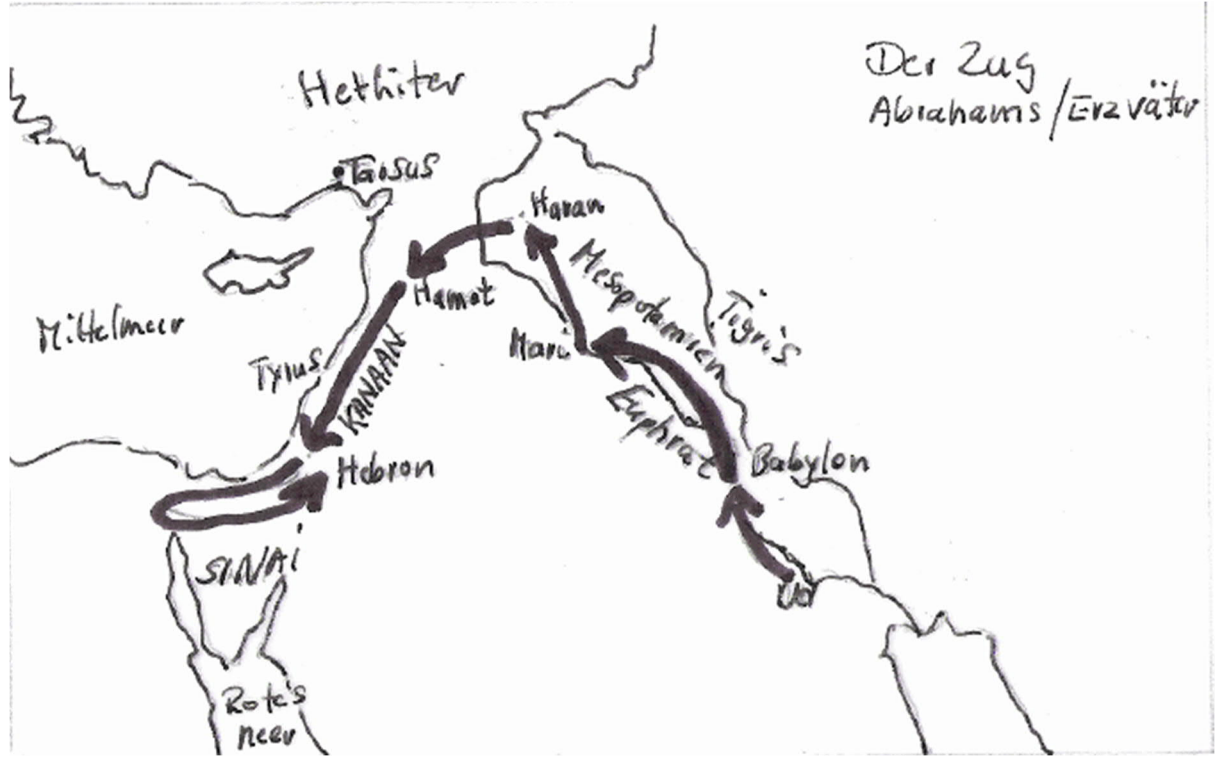 Der Zug
Abrahams/Erzväter
Hethiter
Tarsus
Haran
Mesopotamien
Hamat
Mittelmeer
Tigris
Mari
Tyrus
KANAAN
Euphrat
Babylon
Hebron
SINAI
Ur
Rote's
Meer